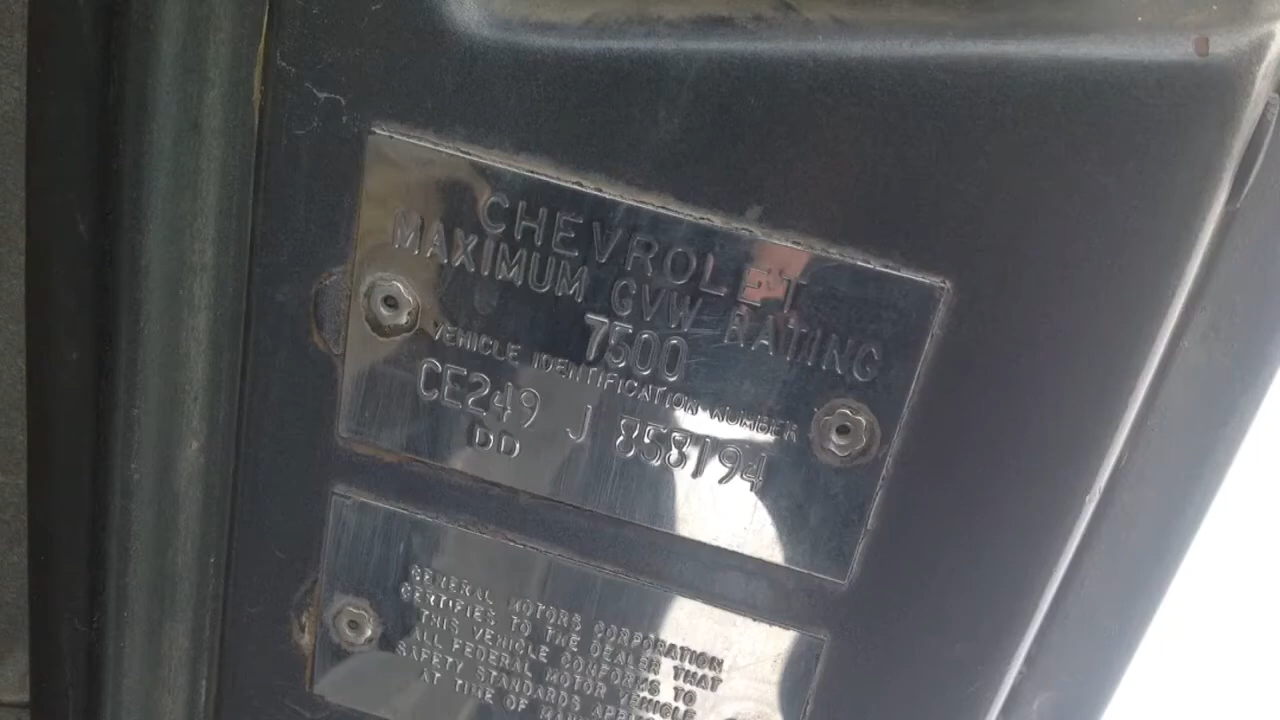 CHEVROLET
MAXIMUM GVW RATING
7500
VEHICLE IDENTIFICATION NUMBER
CE249 J 858194
DD
GENERAL MOTORS CORPORATION
CERTIFIES TO THE DEALER THAT
THIS VEHICLE CONFORMS TO
ALL FEDERAL MOTOR VEHICLE
SAFETY STANDARDS
AT TIME OF